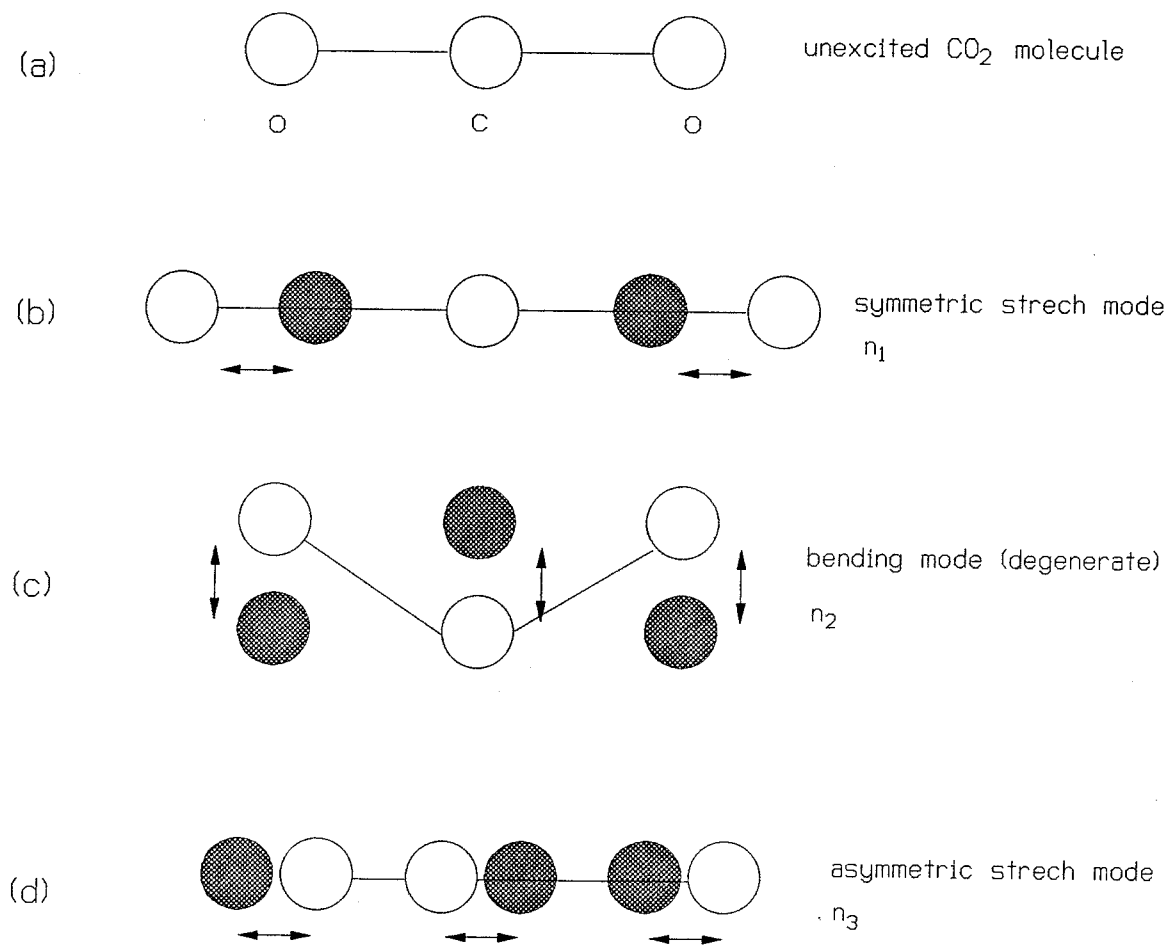 (a)
unexcited CO₂ molecule
O C O
(b)
symmetric strech mode
n₁
(c)
bending mode (degenerate)
n₂
(d)
asymmetric strech mode
n₃